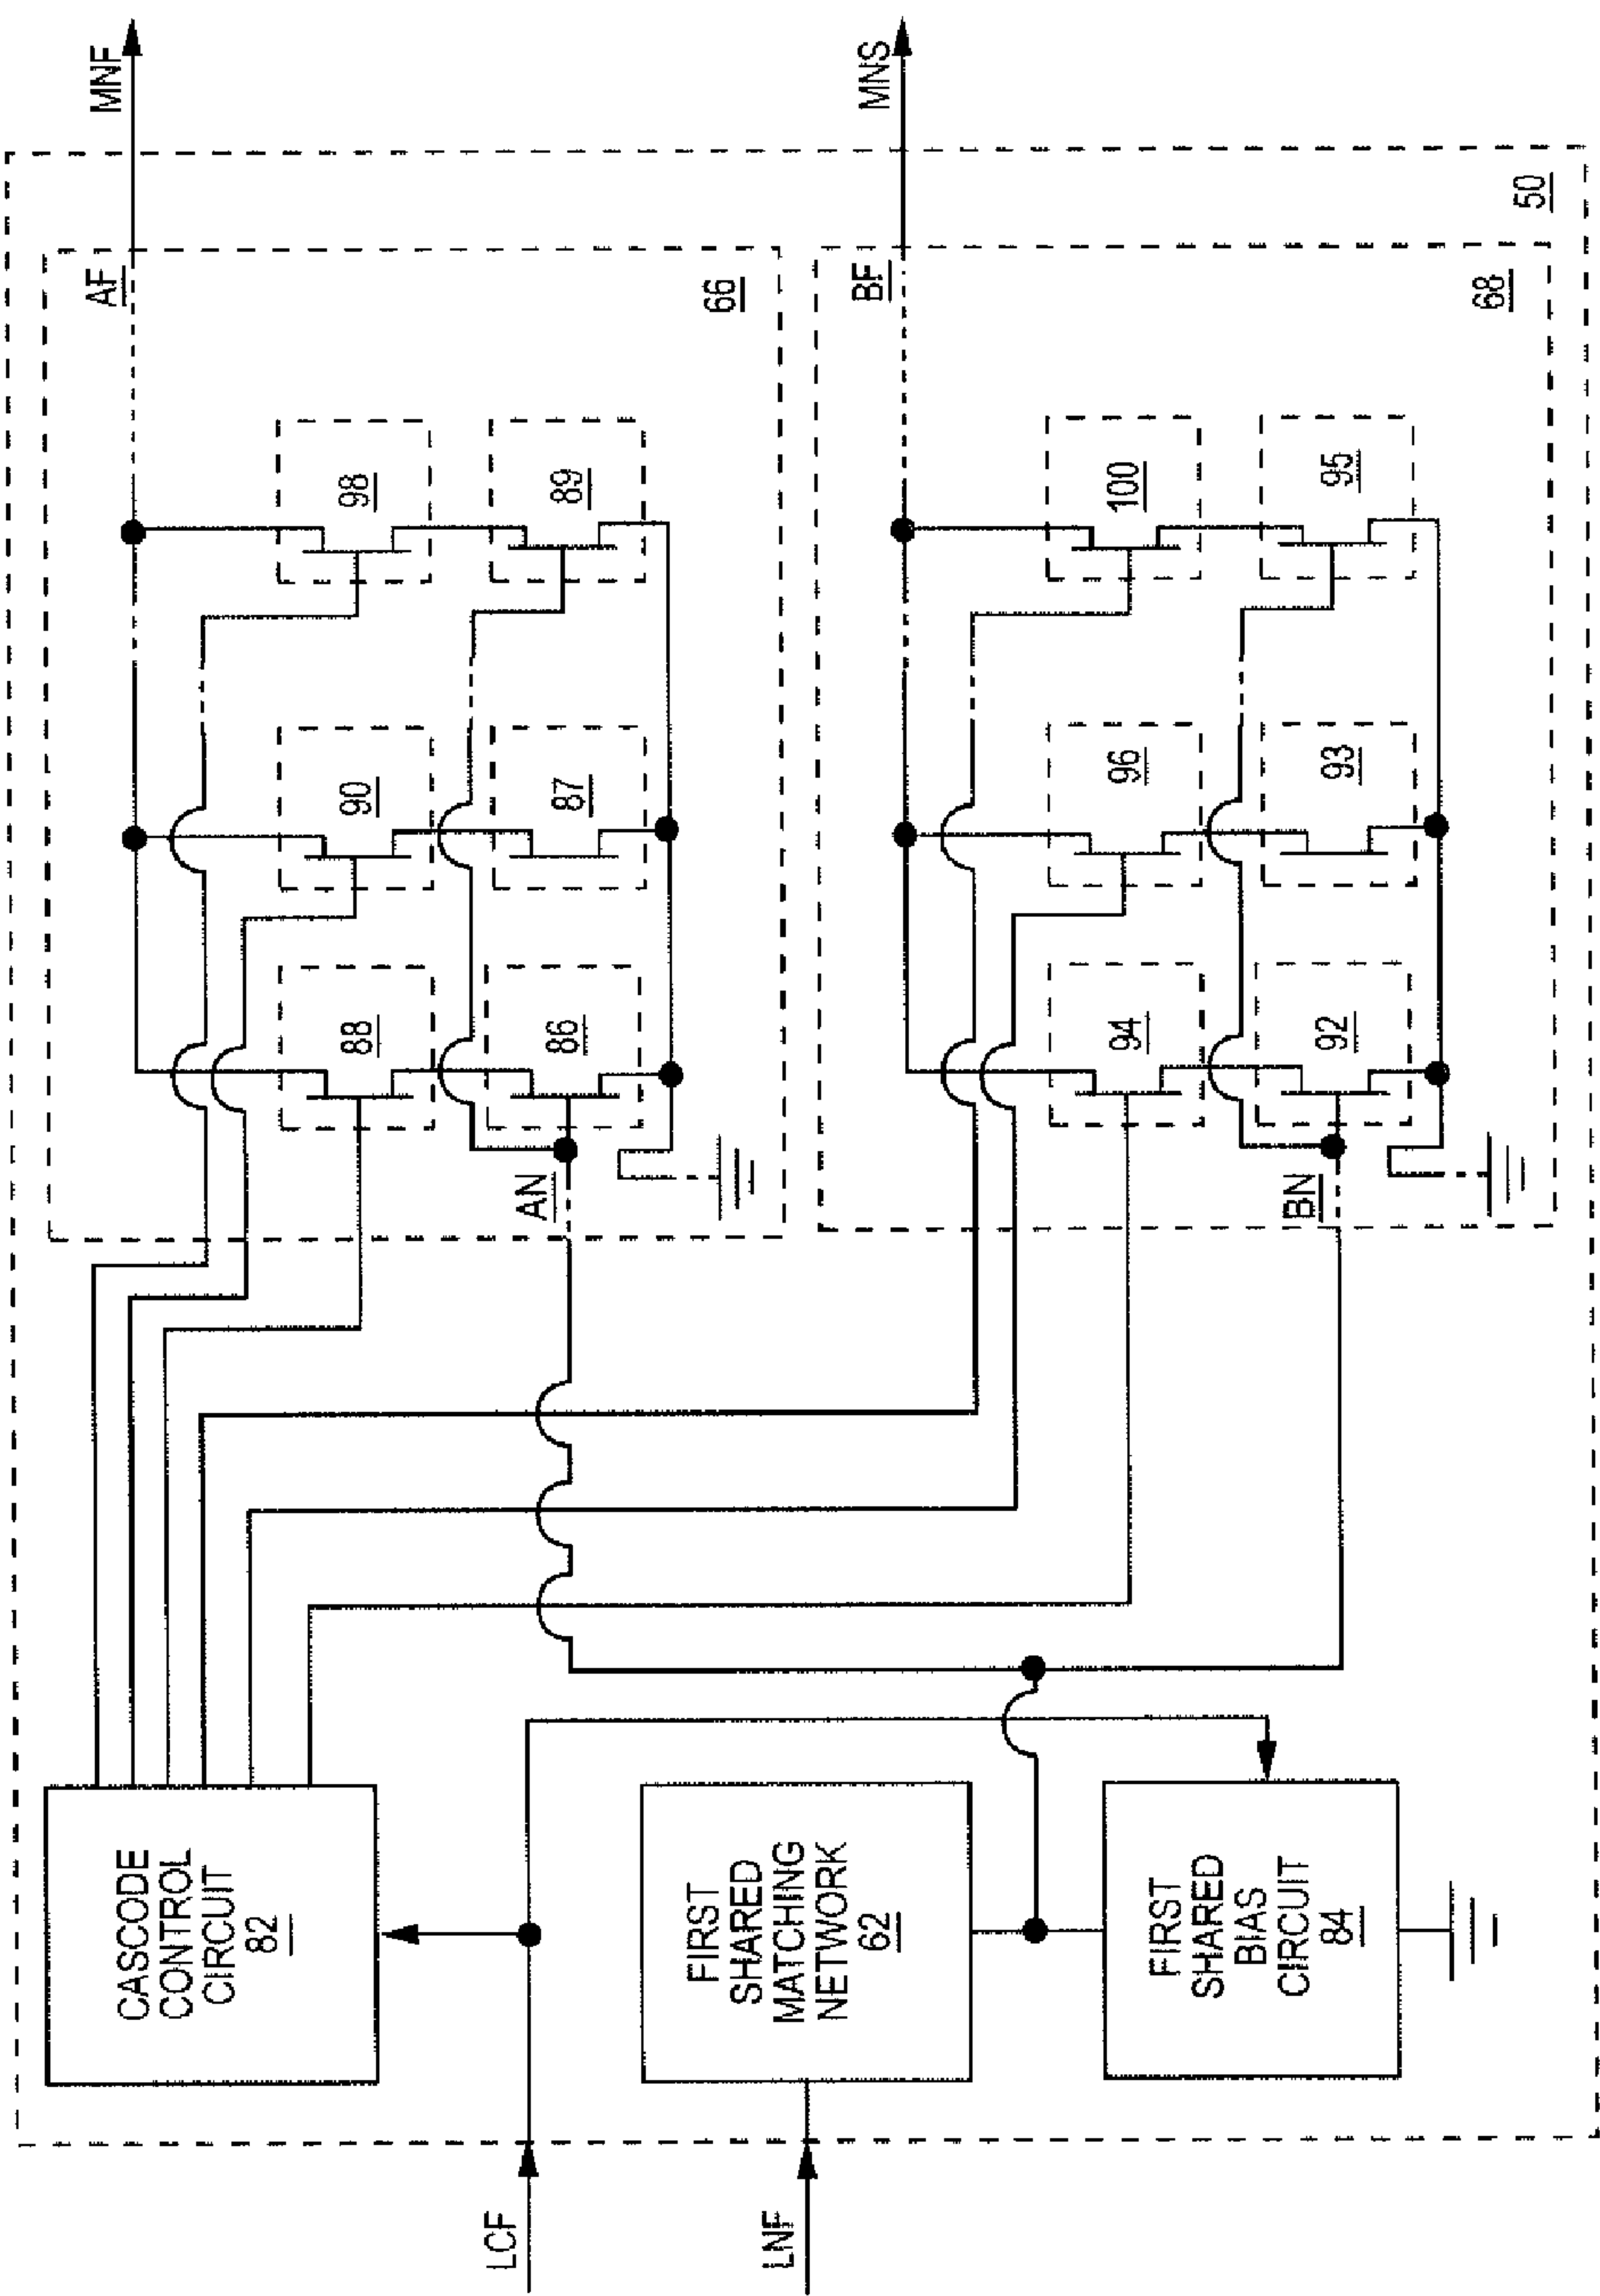 MNF
MNS
50
AF
66
BF
68
98
89
100
95
90
87
96
93
88
86
94
92
AN
BN
CASCODE
CONTROL
CIRCUIT
82
FIRST
SHARED
MATCHING
NETWORK
62
FIRST
SHARED
BIAS
CIRCUIT
84
LCF
LNF